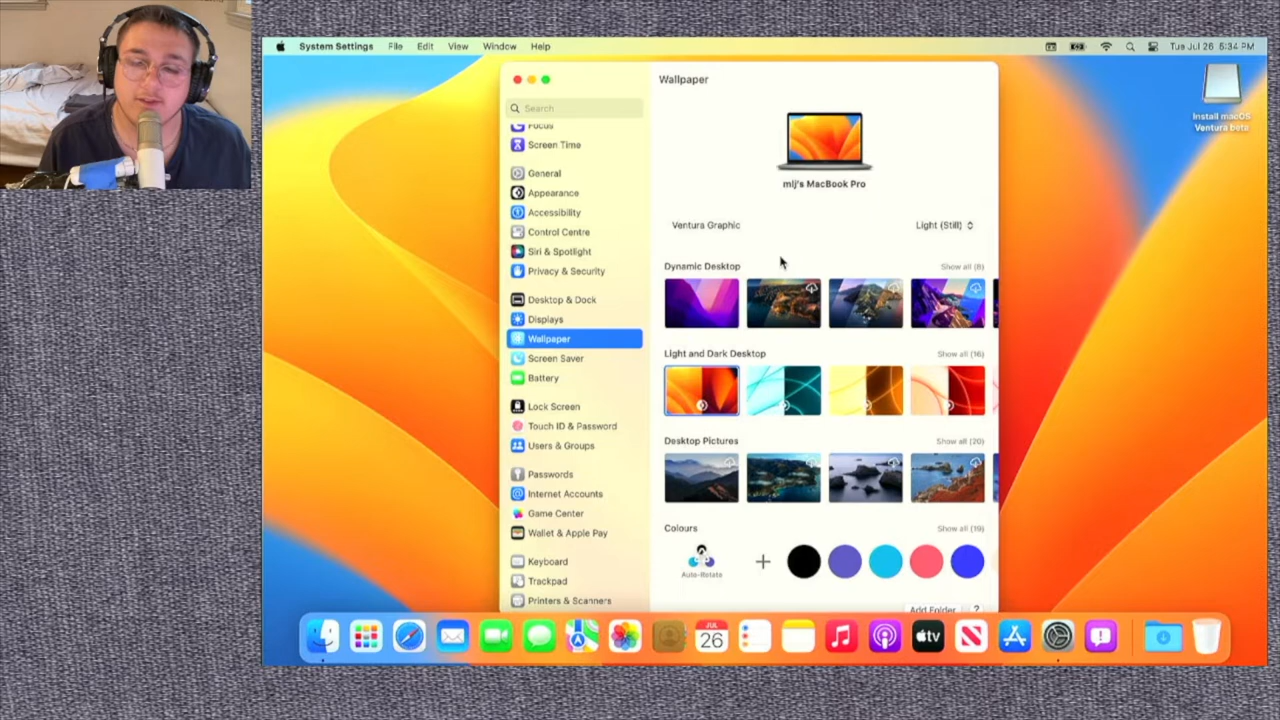 System Settings File Edit View Window Help
Tue Jul 26 5:34 PM
Install macOS
Ventura beta
Search
Focus
Screen Time
General
Appearance
Accessibility
Control Centre
Siri & Spotlight
Privacy & Security
Desktop & Dock
Displays
Wallpaper
Screen Saver
Battery
Lock Screen
Touch ID & Password
Users & Groups
Passwords
Internet Accounts
Game Center
Wallet & Apple Pay
Keyboard
Trackpad
Printers & Scanners
Wallpaper
mlj's MacBook Pro
Ventura Graphic Light (Still)
Dynamic Desktop Show all (8)
Light and Dark Desktop Show all (16)
Desktop Pictures Show all (20)
Colours Show all (19)
Auto-Rotate
Add Folder ?
JUL
26
tv